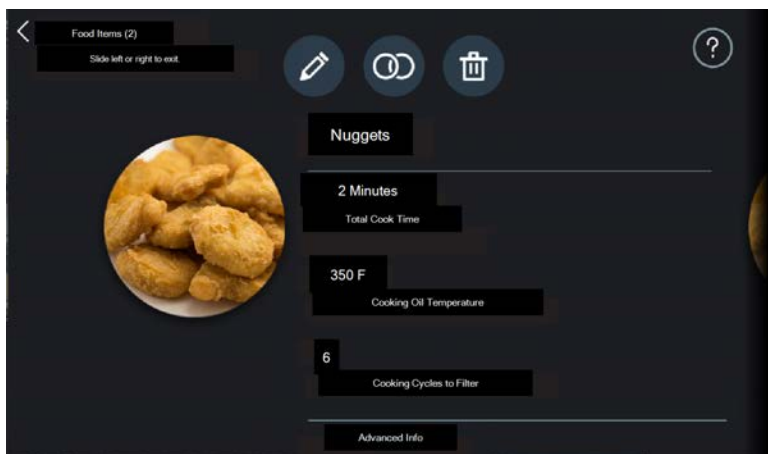 Food Items (2)
Slide left or right to exit.
?
Nuggets
2 Minutes
Total Cook Time
350 F
Cooking Oil Temperature
6
Cooking Cycles to Filter
Advanced Info